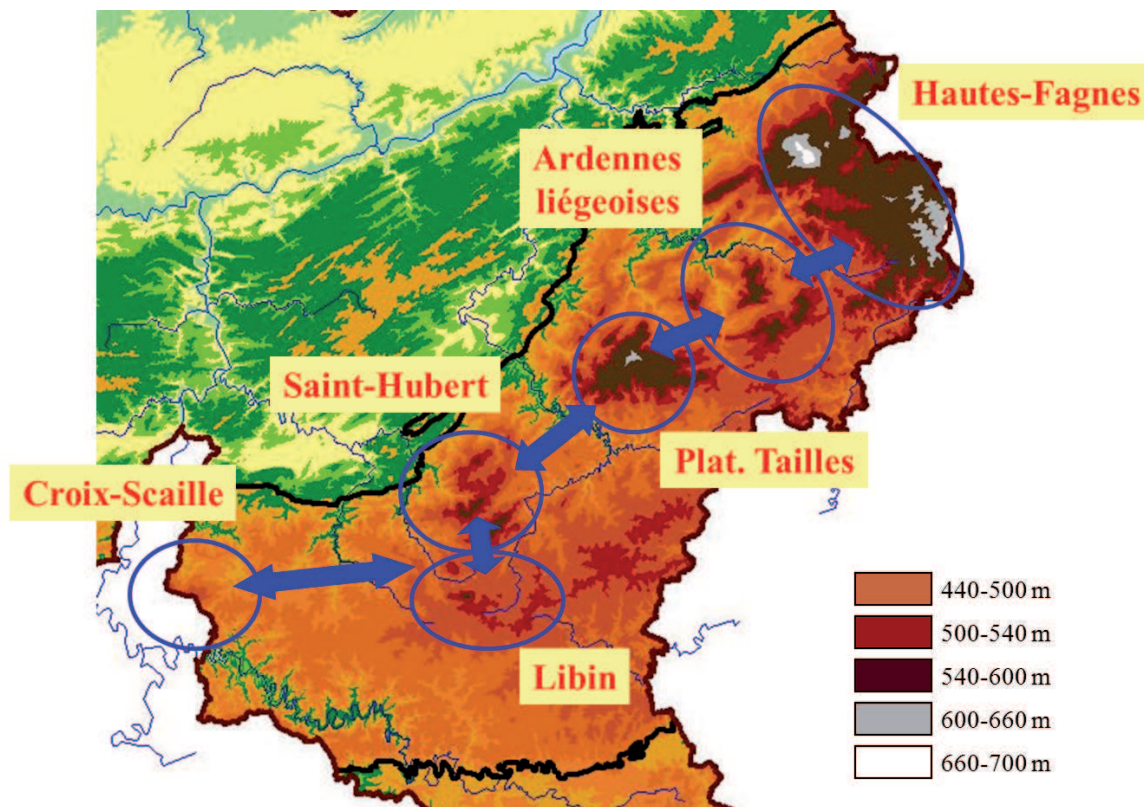 Hautes-Fagnes
Ardennes
liégeoises
Saint-Hubert
Plat. Tailles
Croix-Scaille
Libin
440-500 m
500-540 m
540-600 m
600-660 m
660-700 m